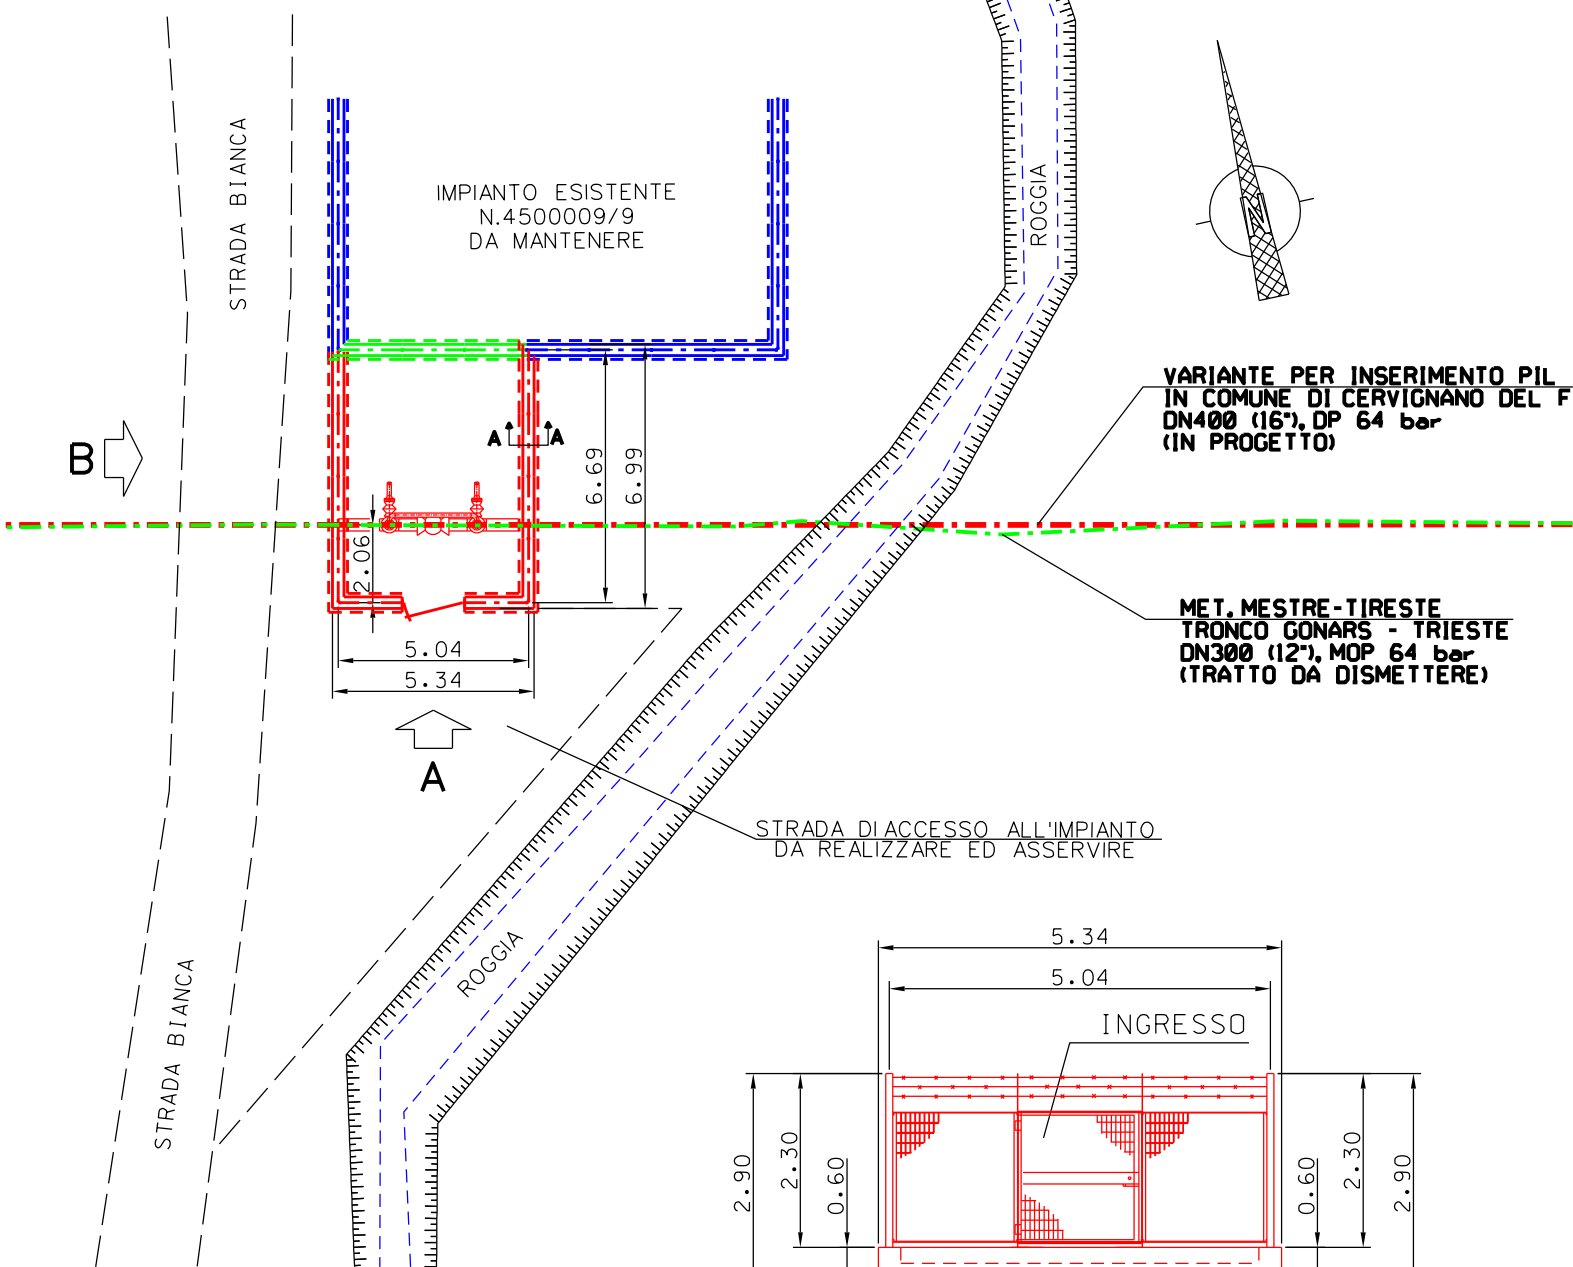 STRADA BIANCA
IMPIANTO ESISTENTE
N.4500009/9
DA MANTENERE
ROGGIA
N
VARIANTE PER INSERIMENTO PIL
IN COMUNE DI CERVIGNANO DEL F
DN400 (16"), DP 64 bar
(IN PROGETTO)
B
A A
6.69
6.99
2.06
MET. MESTRE-TIRESTE
TRONCO GONARS - TRIESTE
DN300 (12"), MOP 64 bar
(TRATTO DA DISMETTERE)
5.04
5.34
A
STRADA DI ACCESSO ALL'IMPIANTO
DA REALIZZARE ED ASSERVIRE
ROGGIA
STRADA BIANCA
5.34
5.04
INGRESSO
2.90
2.30
0.60
0.60
2.30
2.90